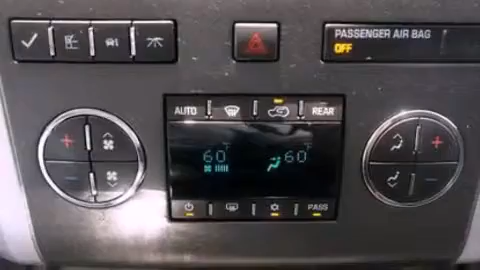 PASSENGER AIR BAG
OFF
AUTO
REAR
60°F
60°F
PASS